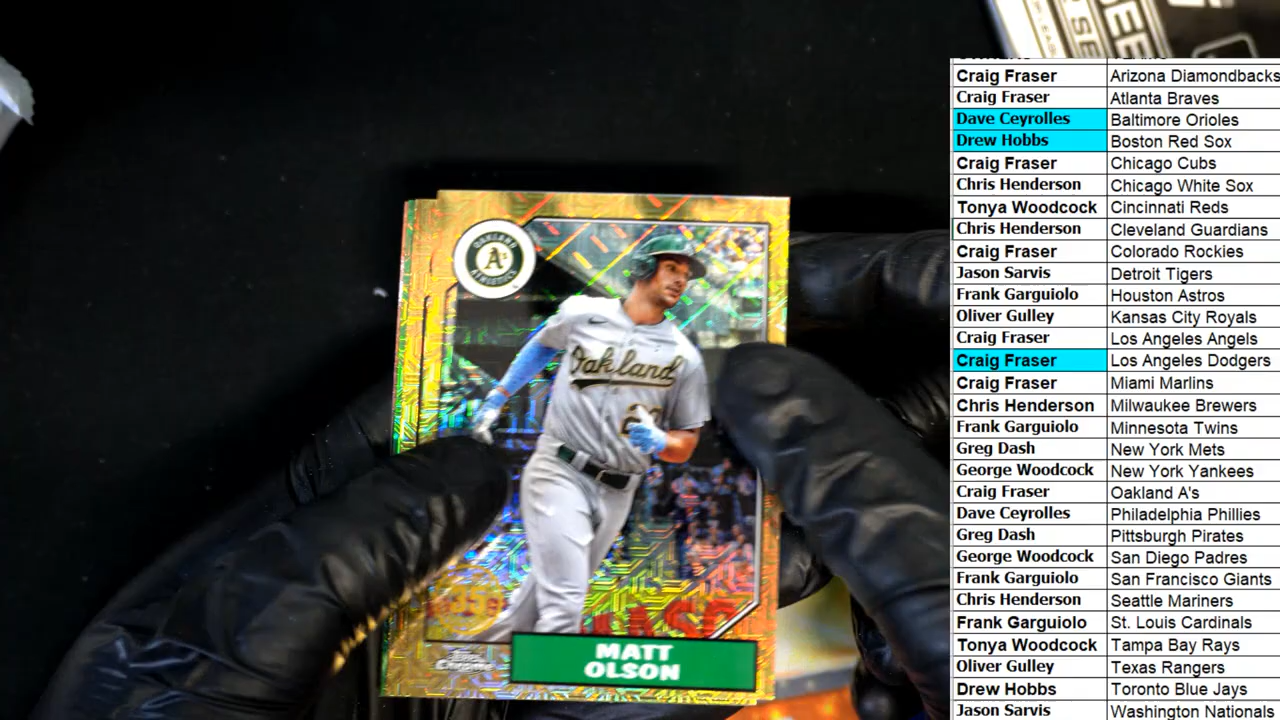 Craig Fraser Arizona Diamondbacks
Craig Fraser Atlanta Braves
Dave Ceyrolles Baltimore Orioles
Drew Hobbs Boston Red Sox
Craig Fraser Chicago Cubs
Chris Henderson Chicago White Sox
Tonya Woodcock Cincinnati Reds
Chris Henderson Cleveland Guardians
Craig Fraser Colorado Rockies
Jason Sarvis Detroit Tigers
Frank Garguiolo Houston Astros
Oliver Gulley Kansas City Royals
Craig Fraser Los Angeles Angels
Craig Fraser Los Angeles Dodgers
Craig Fraser Miami Marlins
Chris Henderson Milwaukee Brewers
Frank Garguiolo Minnesota Twins
Greg Dash New York Mets
George Woodcock New York Yankees
Craig Fraser Oakland A's
Dave Ceyrolles Philadelphia Phillies
Greg Dash Pittsburgh Pirates
George Woodcock San Diego Padres
Frank Garguiolo San Francisco Giants
Chris Henderson Seattle Mariners
Frank Garguiolo St. Louis Cardinals
Tonya Woodcock Tampa Bay Rays
Oliver Gulley Texas Rangers
Drew Hobbs Toronto Blue Jays
Jason Sarvis Washington Nationals
OAKLAND
A's
ATHLETICS
Oakland
Chrome
MATT
OLSON